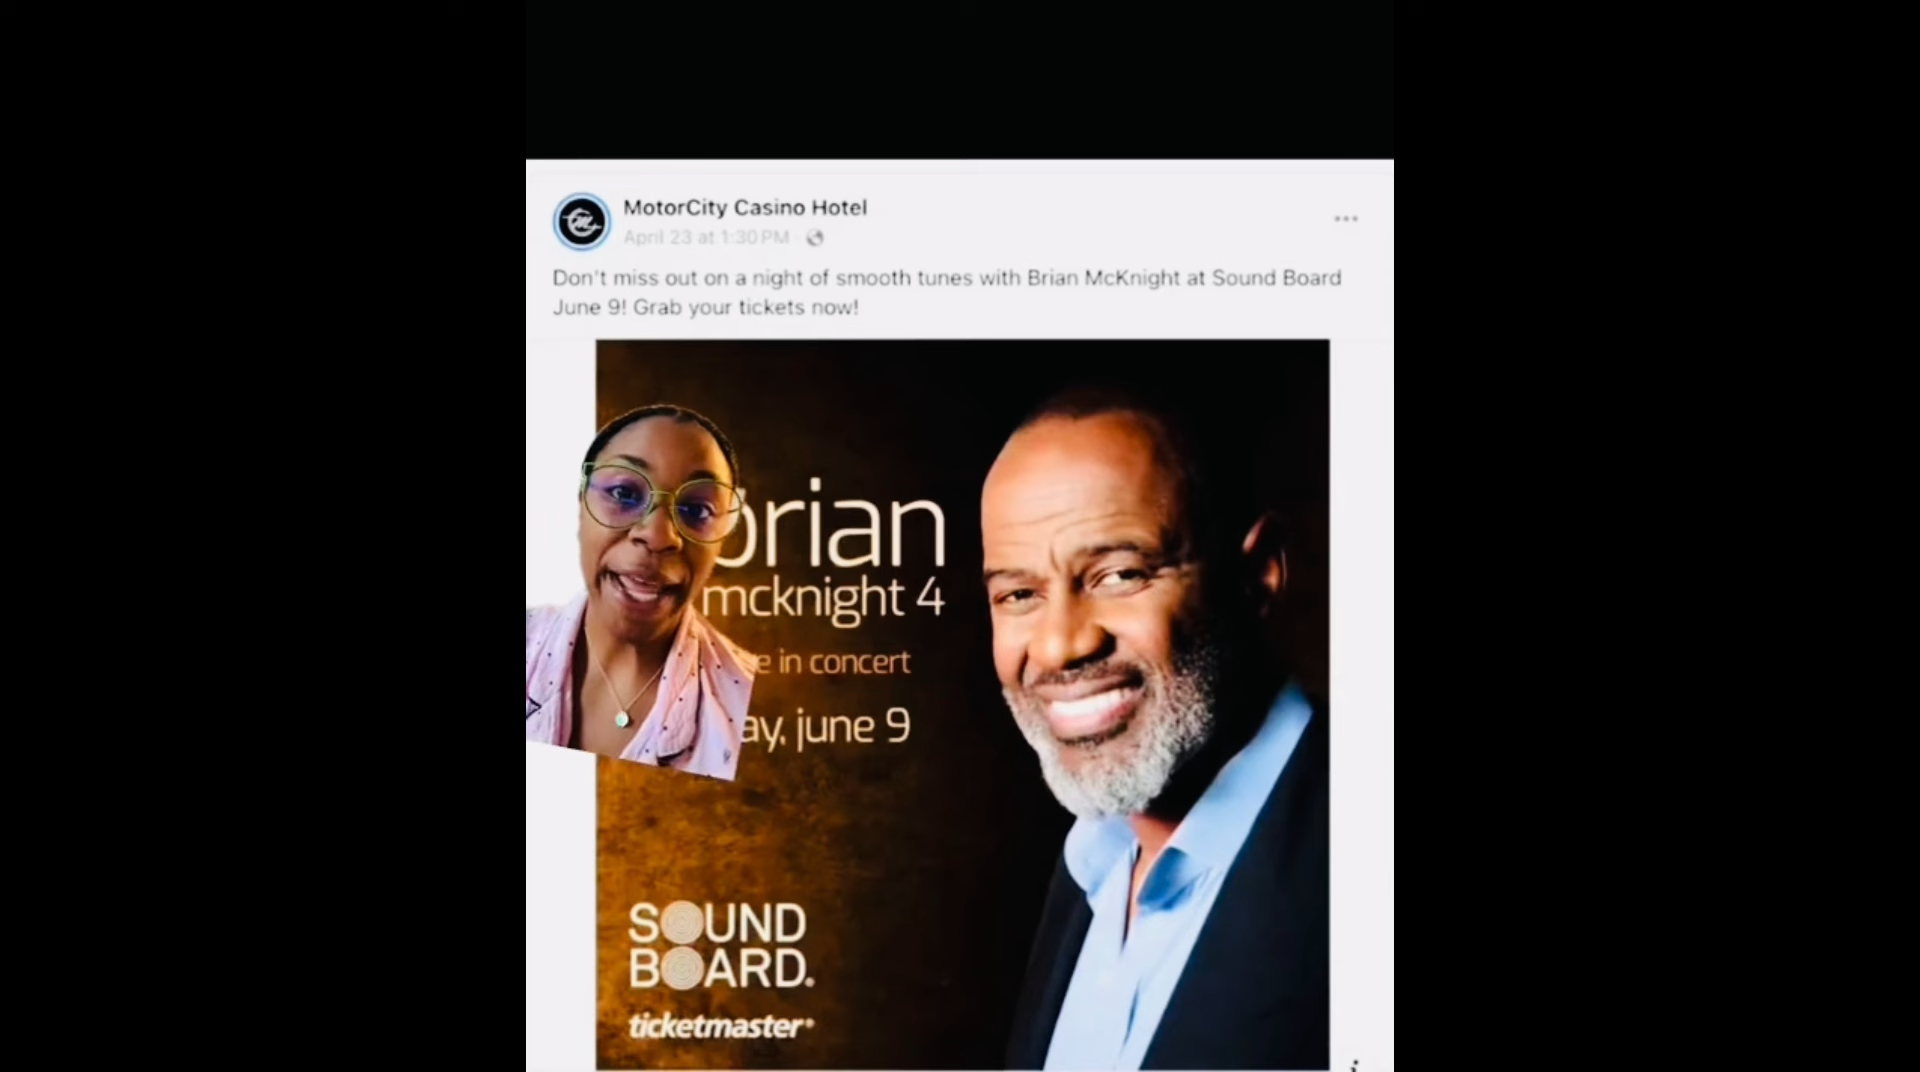 MotorCity Casino Hotel
April 23 at 1:30 PM
Don't miss out on a night of smooth tunes with Brian McKnight at Sound Board
June 9! Grab your tickets now!
brian
mcknight 4
in concert
june 9
SOUND
BOARD.
ticketmaster